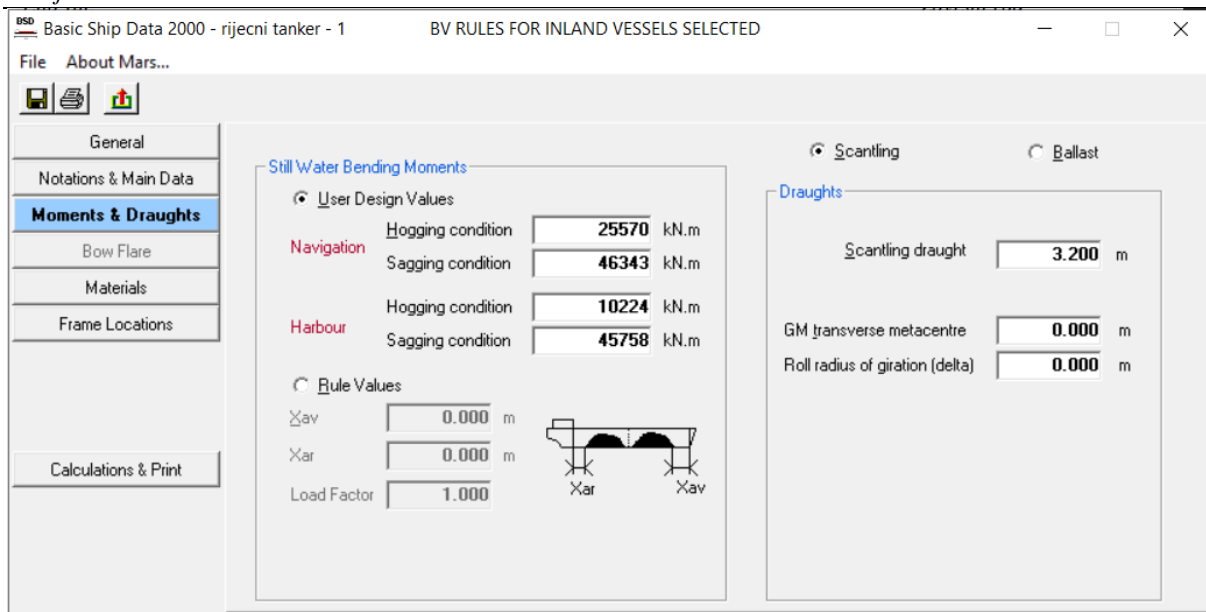 BSD Basic Ship Data 2000 - rijecni tanker - 1 BV RULES FOR INLAND VESSELS SELECTED
File About Mars...
General
Notations & Main Data
Moments & Draughts
Bow Flare
Materials
Frame Locations
Calculations & Print
Still Water Bending Moments
User Design Values
Navigation
Hogging condition 25570 kN.m
Sagging condition 46343 kN.m
Harbour
Hogging condition 10224 kN.m
Sagging condition 45758 kN.m
Rule Values
Xav 0.000 m
Xar 0.000 m
Load Factor 1.000
Xar Xav
Scantling Ballast
Draughts
Scantling draught 3.200 m
GM transverse metacentre 0.000 m
Roll radius of giration (delta) 0.000 m